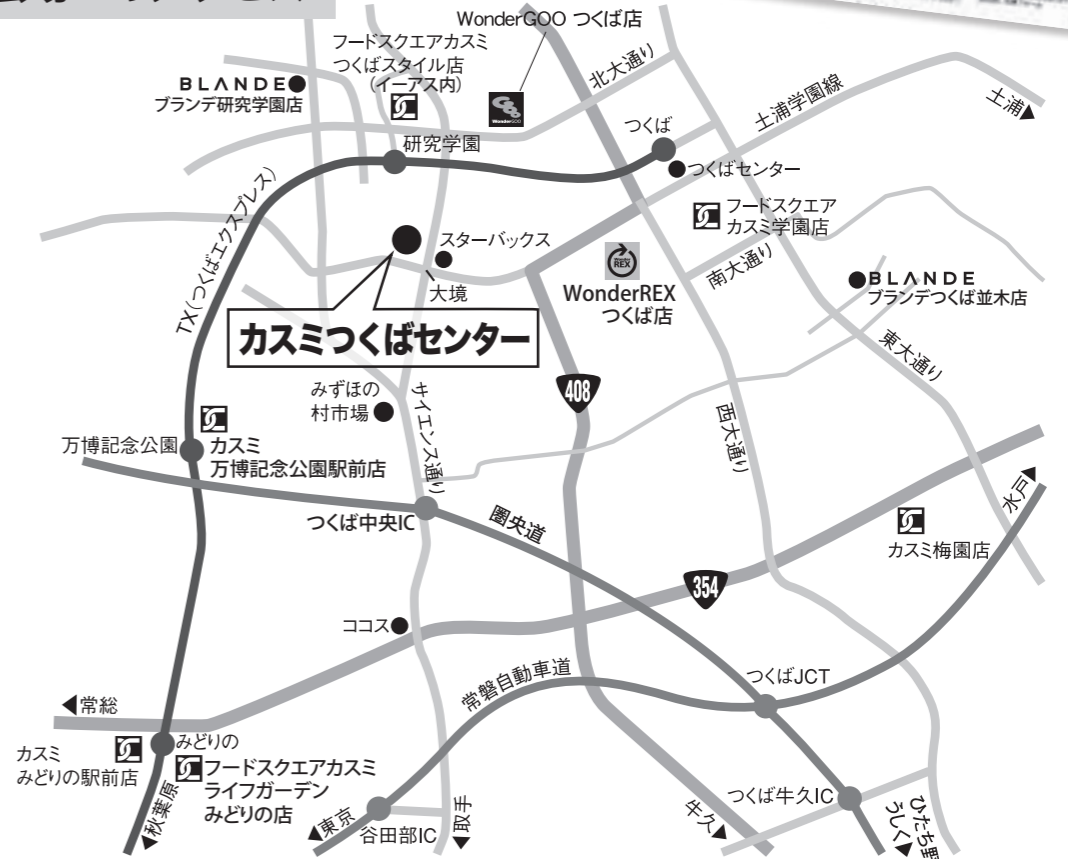 WonderGOO つくば店
フードスクエアカスミ
つくばスタイル店
(イーアス内)
BLANDE
ブランデ研究学園店
WonderGOO
北大通り
土浦学園線
土浦▶
つくば
つくばセンター
研究学園
TX(つくばエクスプレス)
フードスクエア
カスミ学園店
スターバックス
大境
REX
WonderREX
つくば店
南大通り
BLANDE
ブランデつくば並木店
カスミつくばセンター
東大通り
みずほの
村市場
サイエンス通り
408
西大通り
万博記念公園
カスミ
万博記念公園駅前店
つくば中央IC
圏央道
水戸▶
カスミ梅園店
354
ココス
つくばJCT
常磐自動車道
◀常総
みどりの
カスミ
みどりの駅前店
フードスクエアカスミ
ライフガーデン
みどりの店
◀秋葉原
◀東京
谷田部IC
◀取手
牛久▶
つくば牛久IC
ひたち野
うしく▶